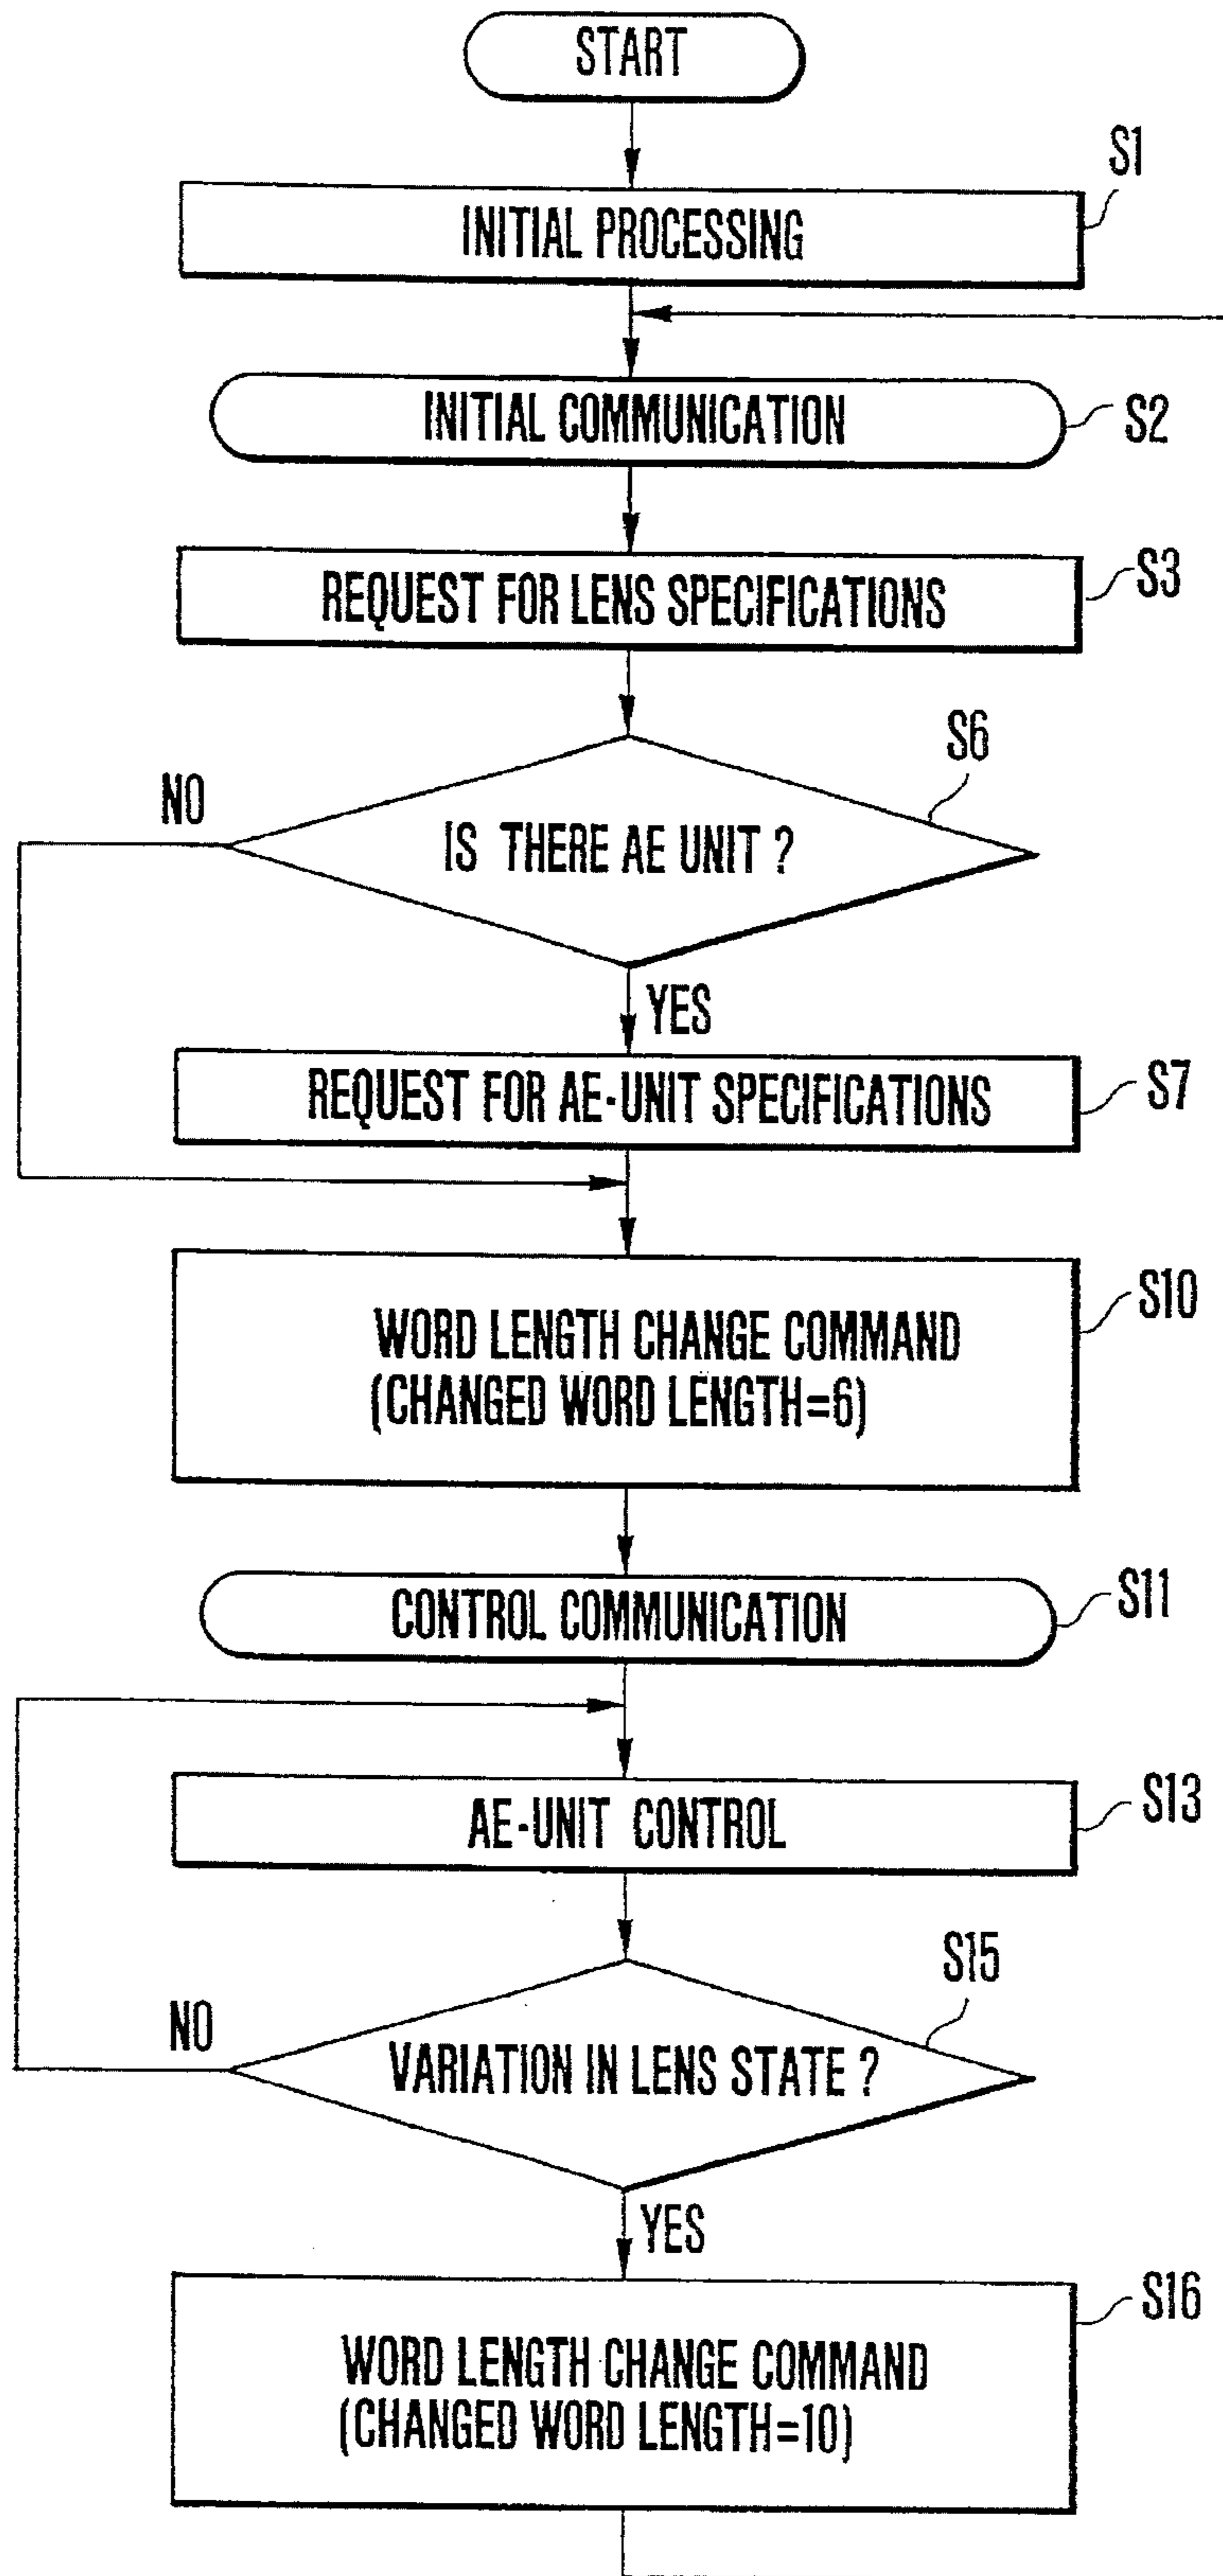 START
S1
INITIAL PROCESSING
INITIAL COMMUNICATION
S2
REQUEST FOR LENS SPECIFICATIONS
S3
S6
NO
IS THERE AE UNIT ?
YES
REQUEST FOR AE-UNIT SPECIFICATIONS
S7
S10
WORD LENGTH CHANGE COMMAND
(CHANGED WORD LENGTH=6)
CONTROL COMMUNICATION
S11
AE-UNIT CONTROL
S13
S15
NO
VARIATION IN LENS STATE ?
YES
S16
WORD LENGTH CHANGE COMMAND
(CHANGED WORD LENGTH=10)